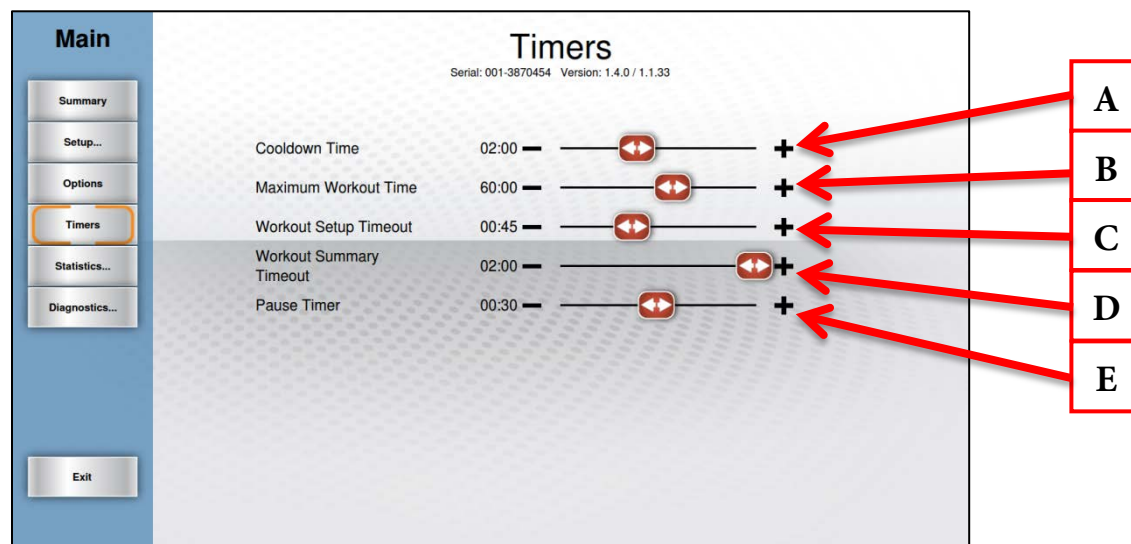 Main
Timers
Serial: 001-3870454 Version: 1.4.0 / 1.1.33
Summary
Setup...
Options
Timers
Statistics...
Diagnostics...
Exit
Cooldown Time 02:00
Maximum Workout Time 60:00
Workout Setup Timeout 00:45
Workout Summary
Timeout 02:00
Pause Timer 00:30
A
B
C
D
E